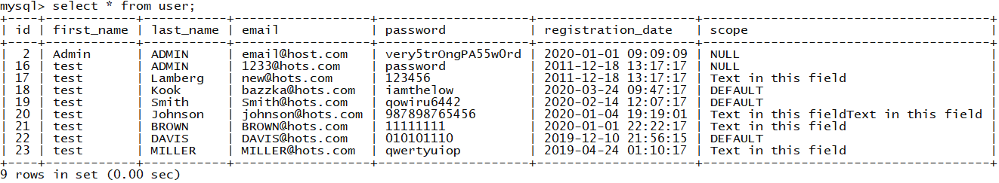 mysql> select * from user;
+----+------------+-----------+--------------------+------------------+---------------------+------------------------------------------+
| id | first_name | last_name | email | password | registration_date | scope |
+----+------------+-----------+--------------------+------------------+---------------------+------------------------------------------+
| 2 | Admin | ADMIN | email@host.com | very5trOngPA55w0rd | 2020-01-01 09:09:09 | NULL |
| 16 | test | ADMIN | 1233@hots.com | password | 2011-12-18 13:17:17 | NULL |
| 17 | test | Lamberg | new@hots.com | 123456 | 2011-12-18 13:17:17 | Text in this field |
| 18 | test | Kook | bazzka@hots.com | iamthelow | 2020-03-24 09:47:17 | DEFAULT |
| 19 | test | Smith | Smith@hots.com | qowiru6442 | 2020-02-14 12:07:17 | DEFAULT |
| 20 | test | Johnson | johnson@hots.com | 987898765456 | 2020-01-04 19:19:01 | Text in this fieldText in this field |
| 21 | test | BROWN | BROWN@hots.com | 11111111 | 2020-01-01 22:22:17 | Text in this field |
| 22 | test | DAVIS | DAVIS@hots.com | 010101110 | 2019-12-10 21:56:15 | DEFAULT |
| 23 | test | MILLER | MILLER@hots.com | qwertyuiop | 2019-04-24 01:10:17 | Text in this field |
+----+------------+-----------+--------------------+------------------+---------------------+------------------------------------------+
9 rows in set (0.00 sec)